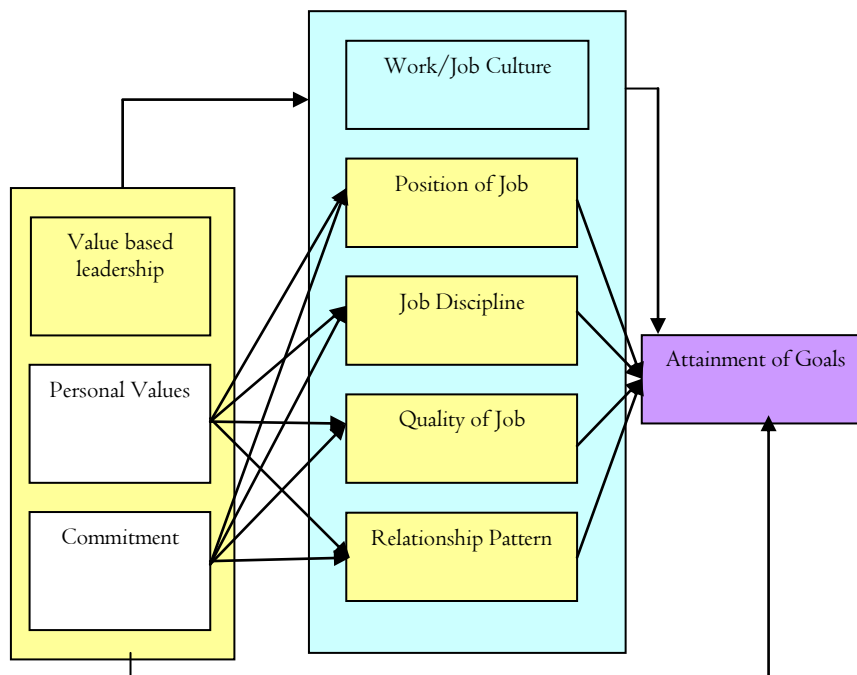 Work/Job Culture
Position of Job
Value based
leadership
Job Discipline
Attainment of Goals
Personal Values
Quality of Job
Commitment
Relationship Pattern